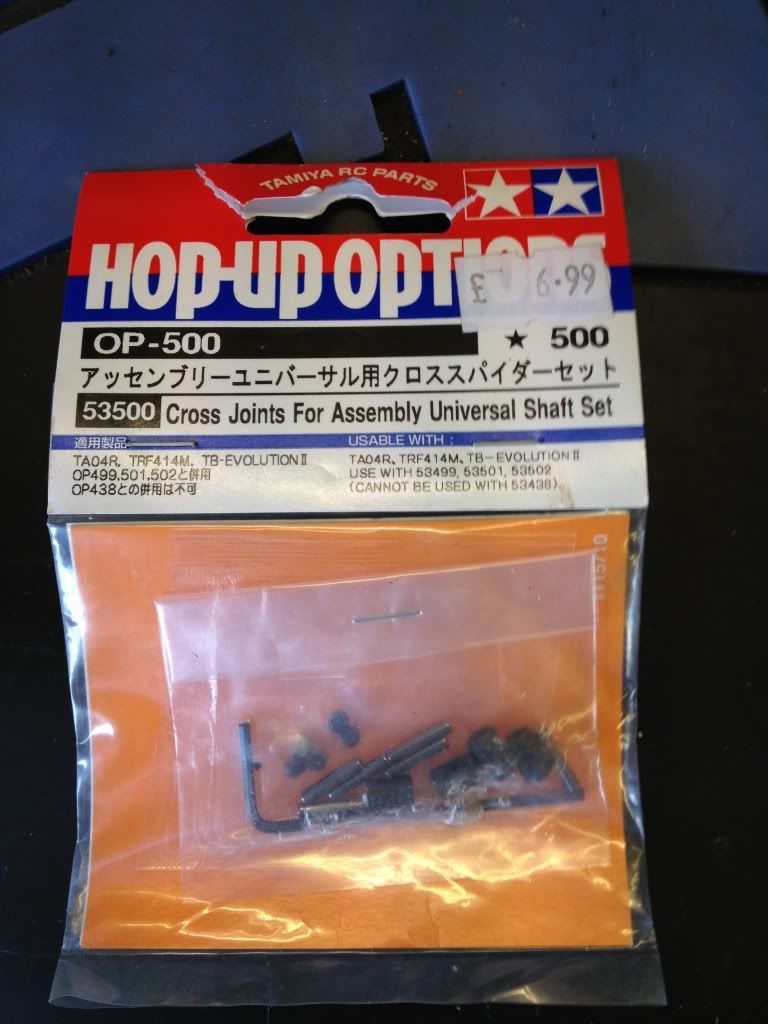 TAMIYA RC PARTS
HOP-UP OPTIONS
£ 6.99
OP-500
★ 500
アッセンブリーユニバーサル用クロススパイダーセット
53500 Cross Joints For Assembly Universal Shaft Set
適用製品
TA04R, TRF414M, TB-EVOLUTIONⅡ
OP499.501.502と併用
OP438との併用は不可
USABLE WITH :
TA04R, TRF414M, TB-EVOLUTIONⅡ
USE WITH 53499, 53501, 53502
(CANNOT BE USED WITH 53438)